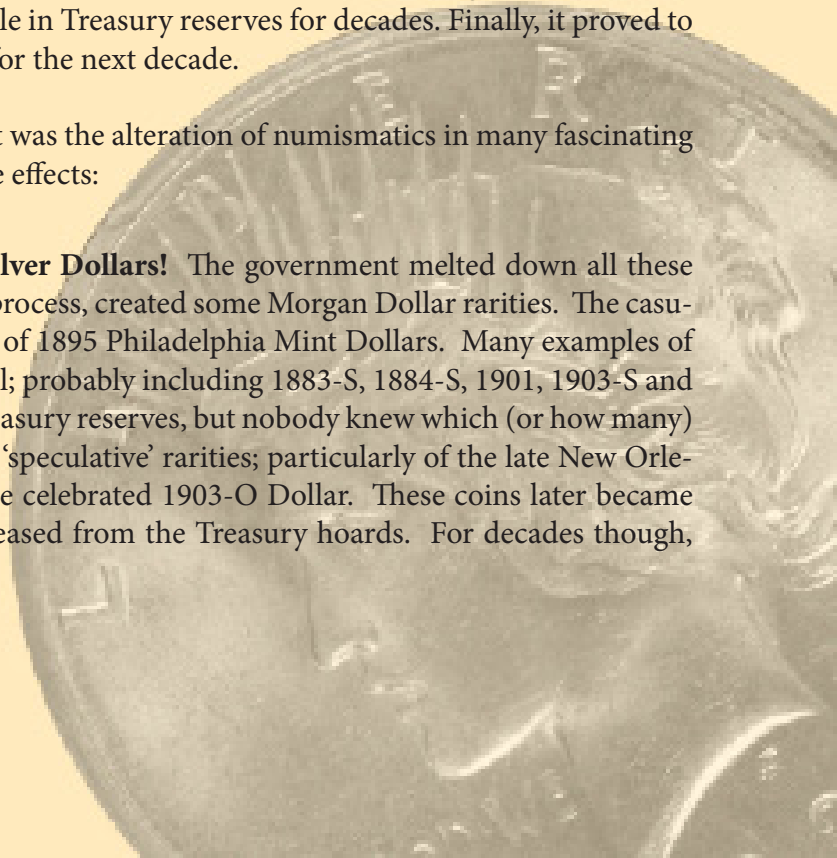 le in Treasury reserves for decades. Finally, it proved to
for the next decade.
t was the alteration of numismatics in many fascinating
e effects:
lver Dollars! The government melted down all these
process, created some Morgan Dollar rarities. The casu-
of 1895 Philadelphia Mint Dollars. Many examples of
l; probably including 1883-S, 1884-S, 1901, 1903-S and
asury reserves, but nobody knew which (or how many)
‘speculative’ rarities; particularly of the late New Orle-
e celebrated 1903-O Dollar. These coins later became
eased from the Treasury hoards. For decades though,
L I B E R T